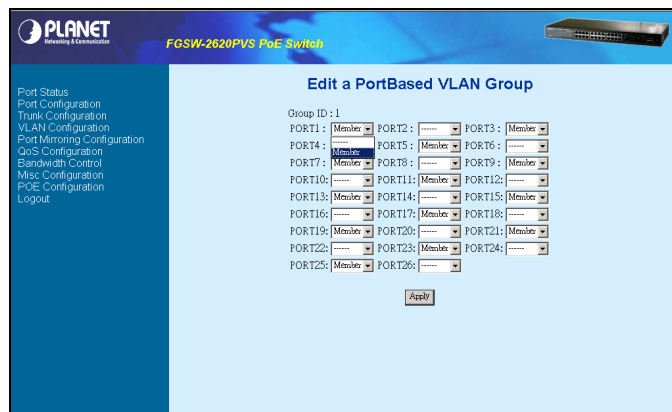 PLANET
Networking & Communication
FGSW-2620PVS PoE Switch
Port Status
Port Configuration
Trunk Configuration
VLAN Configuration
Port Mirroring Configuration
QoS Configuration
Bandwidth Control
Misc Configuration
POE Configuration
Logout
Edit a PortBased VLAN Group
Group ID : 1
PORT1 : Member PORT2 : ------ PORT3 : Member
PORT4 : ------ Member PORT5 : Member PORT6 : ------
PORT7 : Member PORT8 : ------ PORT9 : Member
PORT10: ------ PORT11: Member PORT12: ------
PORT13: Member PORT14: ------ PORT15: Member
PORT16: ------ PORT17: Member PORT18: ------
PORT19: Member PORT20: ------ PORT21: Member
PORT22: ------ PORT23: Member PORT24: ------
PORT25: Member PORT26: ------
Apply